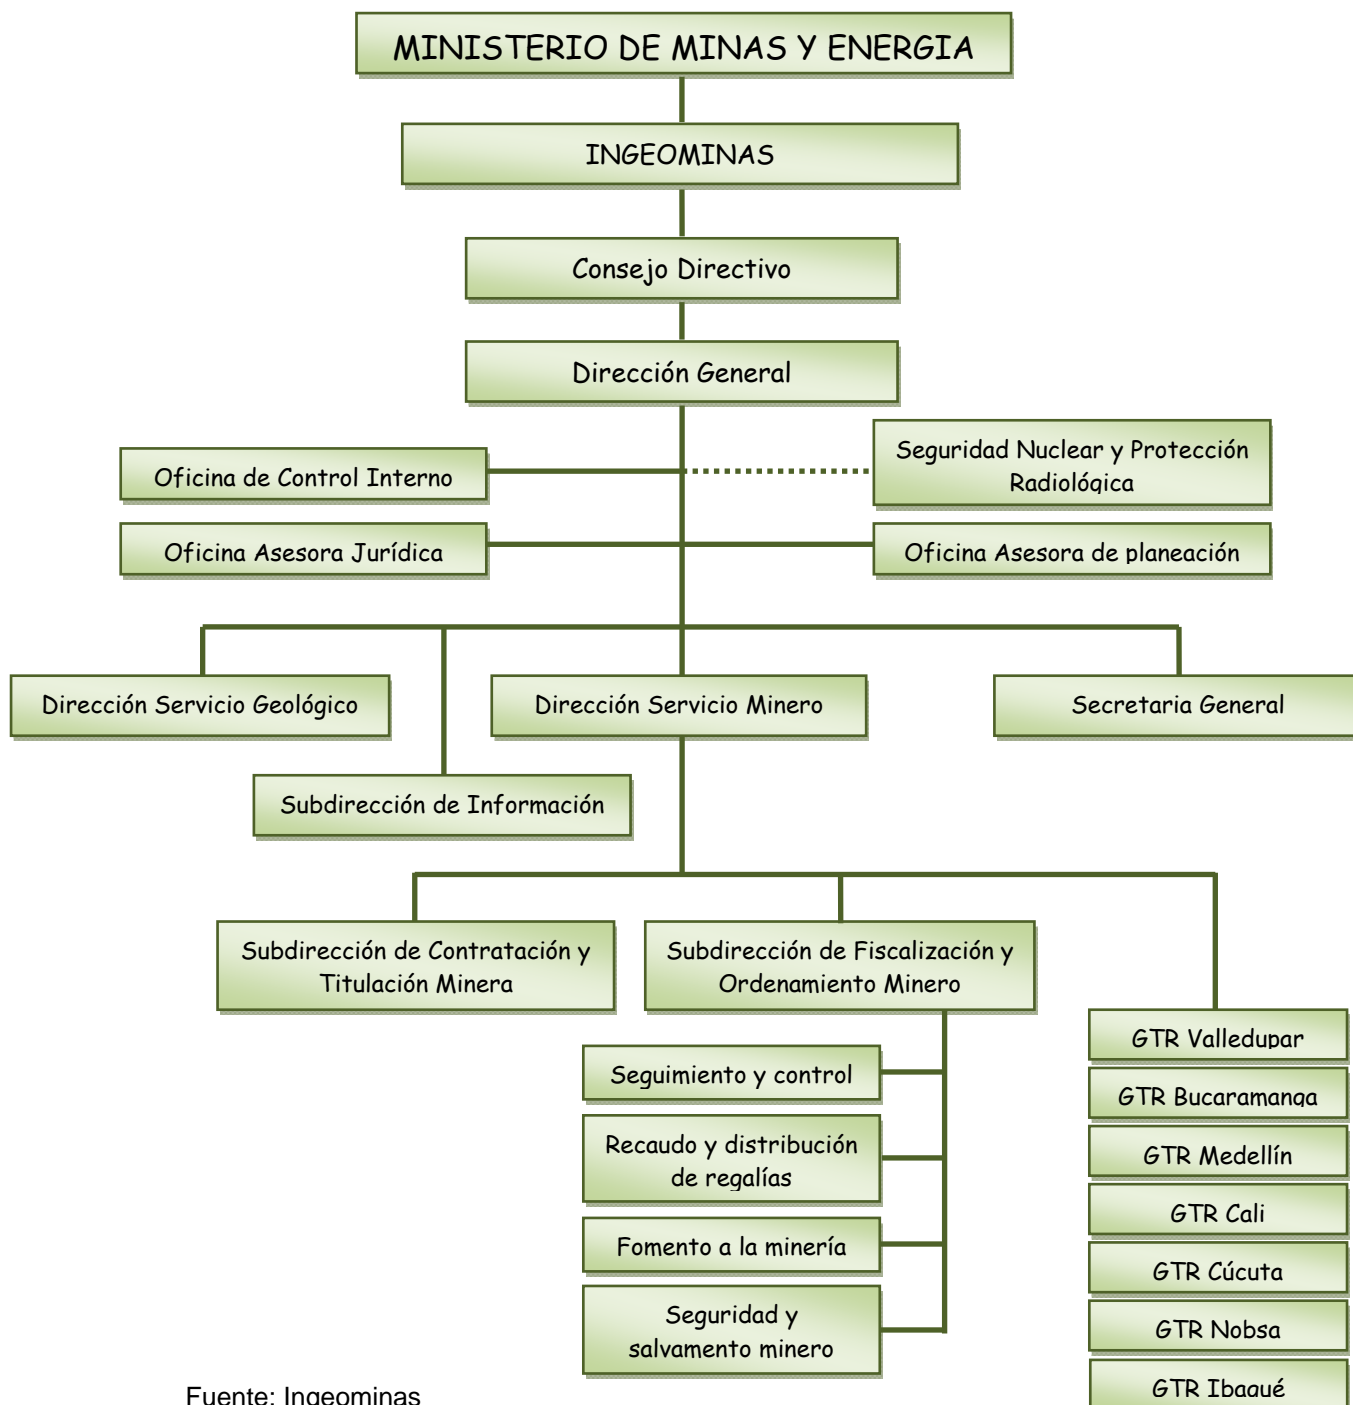 MINISTERIO DE MINAS Y ENERGIA
INGEOMINAS
Consejo Directivo
Dirección General
Oficina de Control Interno
Seguridad Nuclear y Protección
Radiológica
Oficina Asesora Jurídica
Oficina Asesora de planeación
Dirección Servicio Geológico
Dirección Servicio Minero
Secretaria General
Subdirección de Información
Subdirección de Contratación y
Titulación Minera
Subdirección de Fiscalización y
Ordenamiento Minero
Seguimiento y control
Recaudo y distribución
de regalías
Fomento a la minería
Seguridad y
salvamento minero
GTR Valledupar
GTR Bucaramanga
GTR Medellín
GTR Cali
GTR Cúcuta
GTR Nobsa
GTR Ibagué
Fuente: Ingeominas